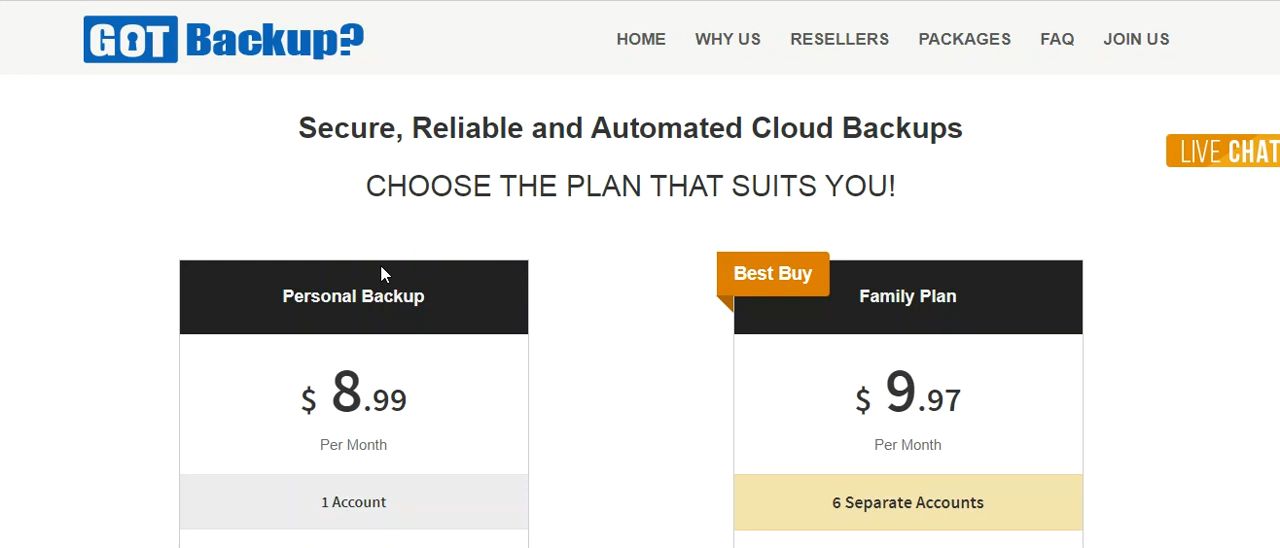 GOT Backup?
HOME WHY US RESELLERS PACKAGES FAQ JOIN US
Secure, Reliable and Automated Cloud Backups
LIVE CHAT
CHOOSE THE PLAN THAT SUITS YOU!
Best Buy
Personal Backup
Family Plan
$ 8.99
$ 9.97
Per Month
Per Month
1 Account
6 Separate Accounts